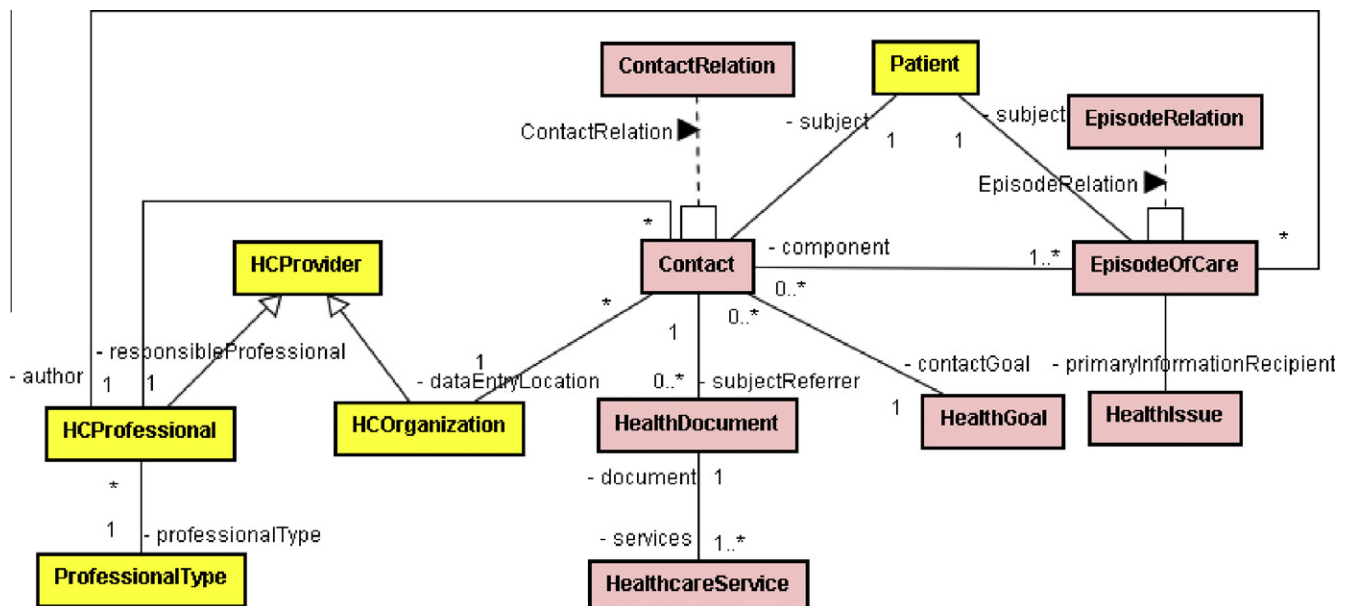 ContactRelation
Patient
EpisodeRelation
ContactRelation
- subject
- subject
1
1
EpisodeRelation
*
*
HCProvider
Contact
- component
1..*
EpisodeOfCare
0..*
*
1
0..*
- responsibleProfessional
1
- author
1
1
- dataEntryLocation
0..*
- subjectReferrer
- contactGoal
1
- primaryInformationRecipient
HCProfessional
HCOrganization
HealthDocument
HealthGoal
HealthIssue
*
- document
1
1
- professionalType
- services
1..*
ProfessionalType
HealthcareService